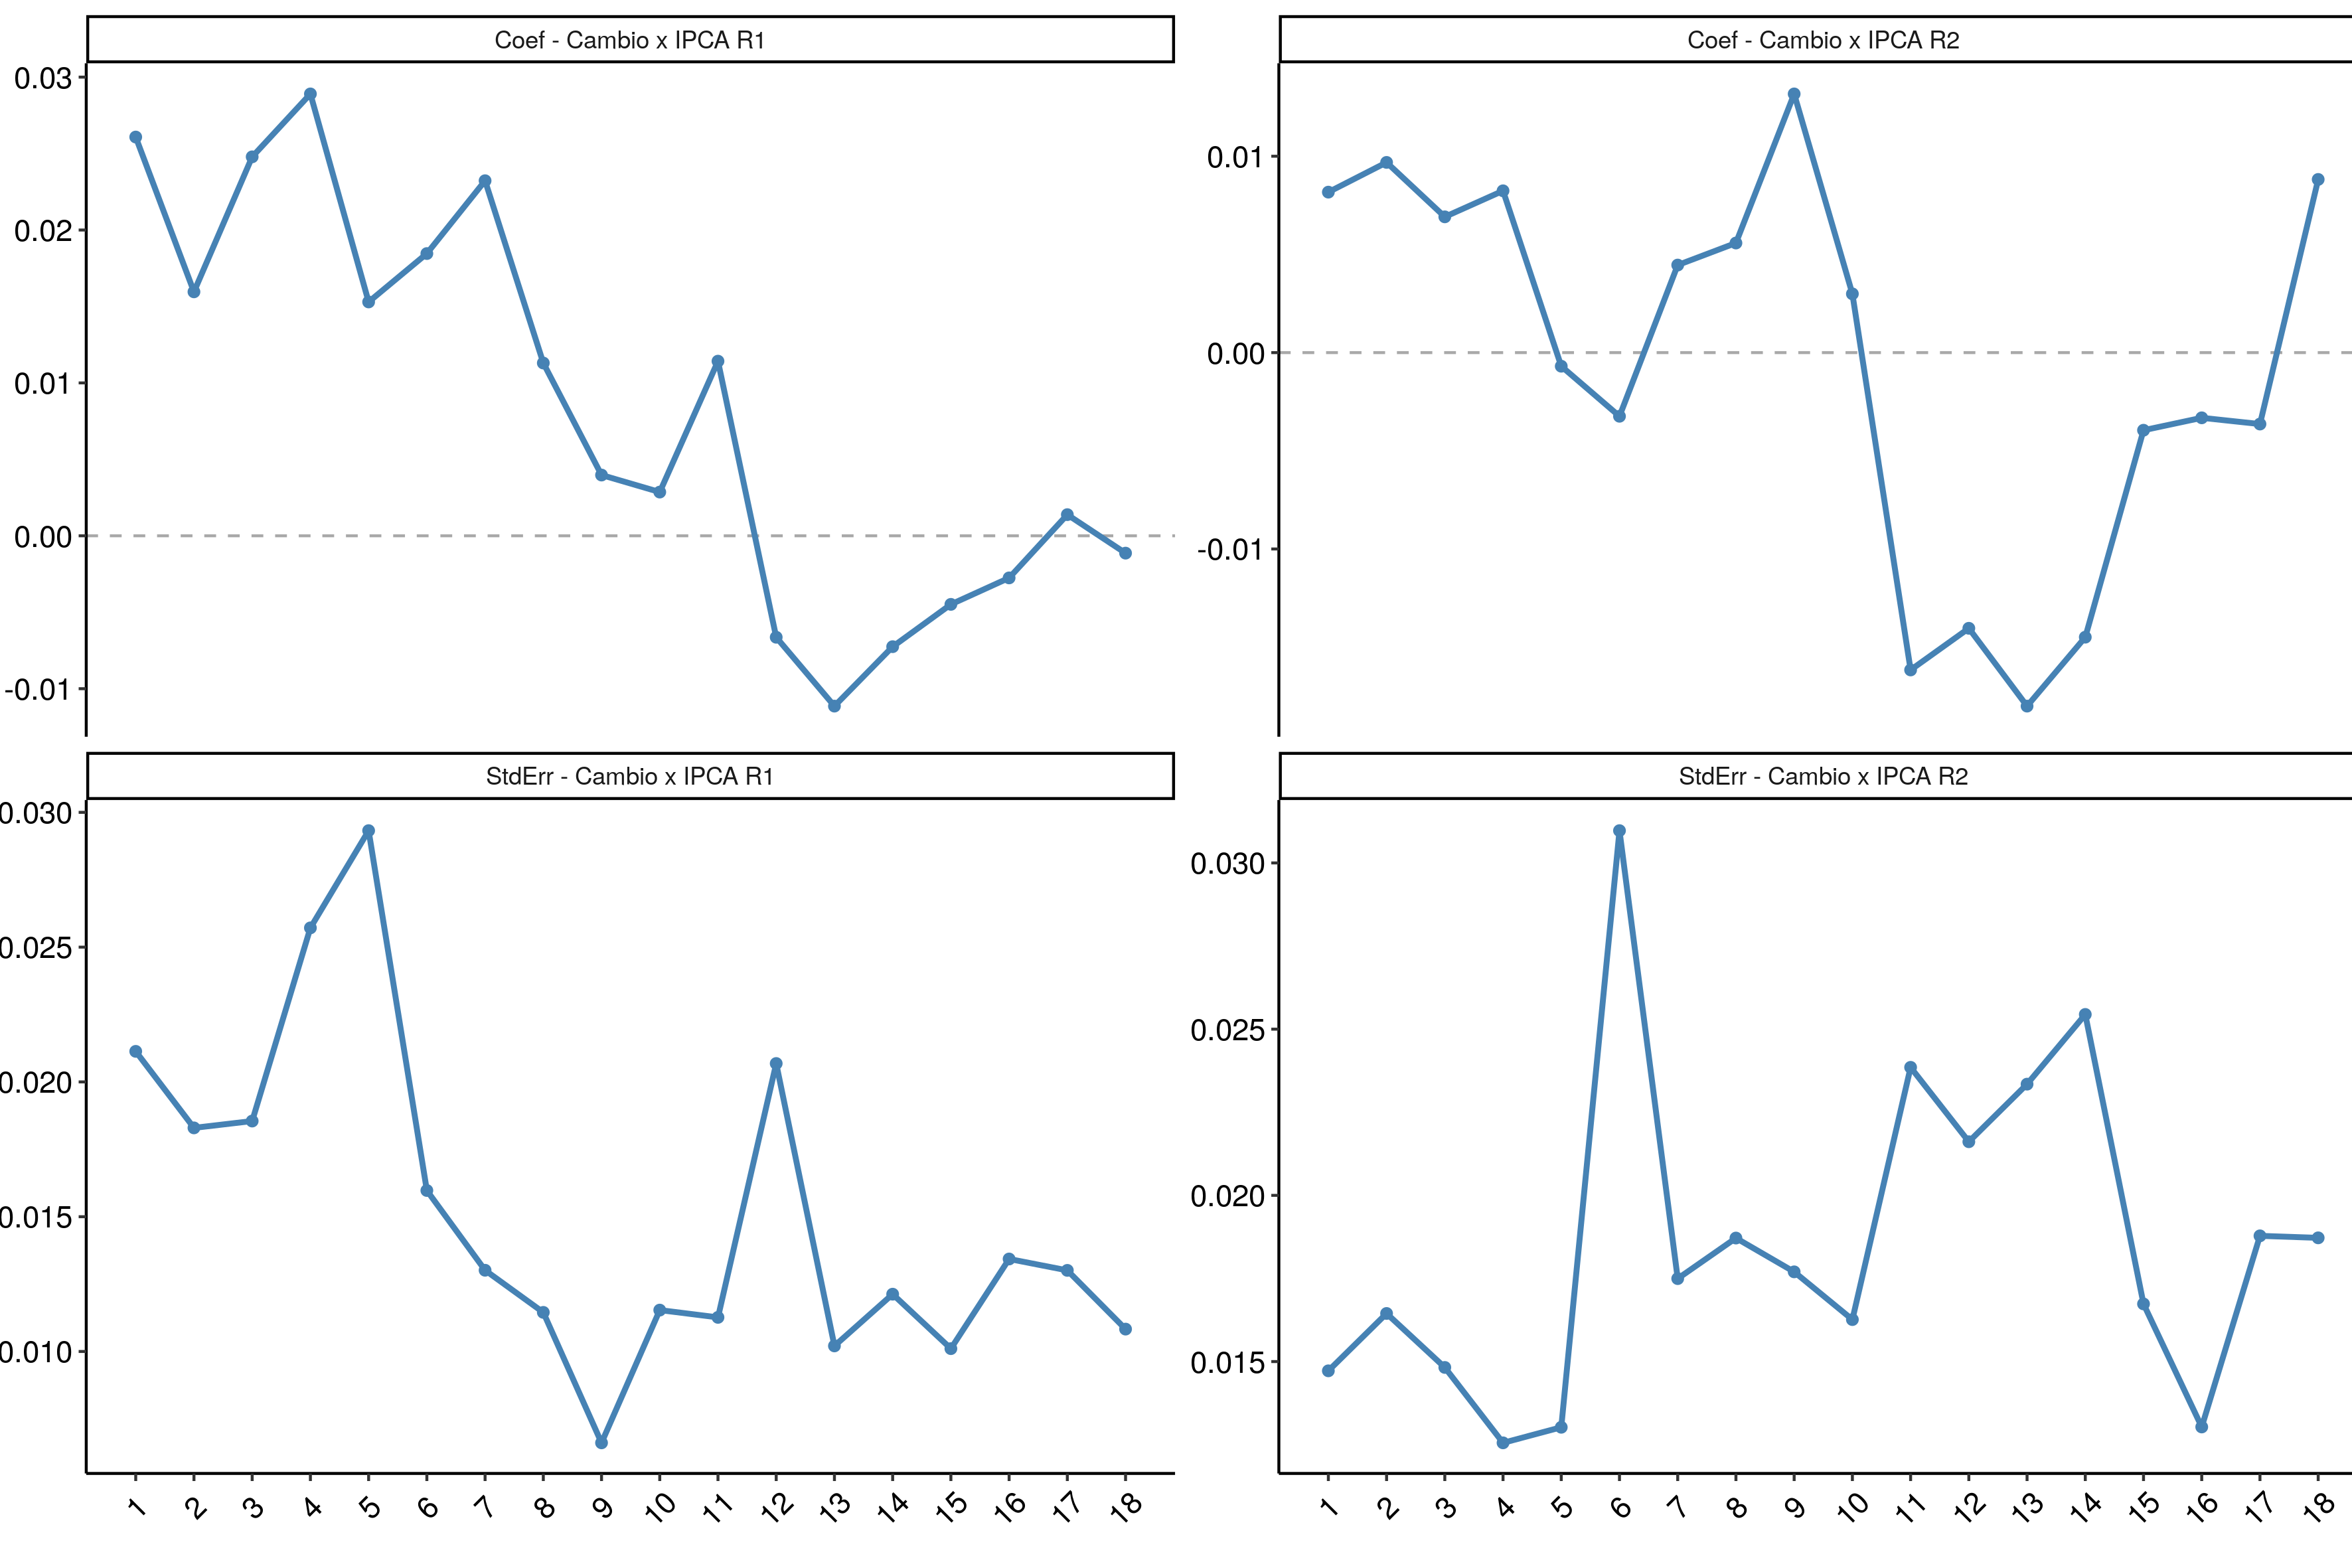 Coef - Cambio x IPCA R1
0.03
0.02
0.01
0.00
-0.01
Coef - Cambio x IPCA R2
0.01
0.00
-0.01
StdErr - Cambio x IPCA R1
0.030
0.025
0.020
0.015
0.010
1 2 3 4 5 6 7 8 9 10 11 12 13 14 15 16 17 18
StdErr - Cambio x IPCA R2
0.030
0.025
0.020
0.015
1 2 3 4 5 6 7 8 9 10 11 12 13 14 15 16 17 18